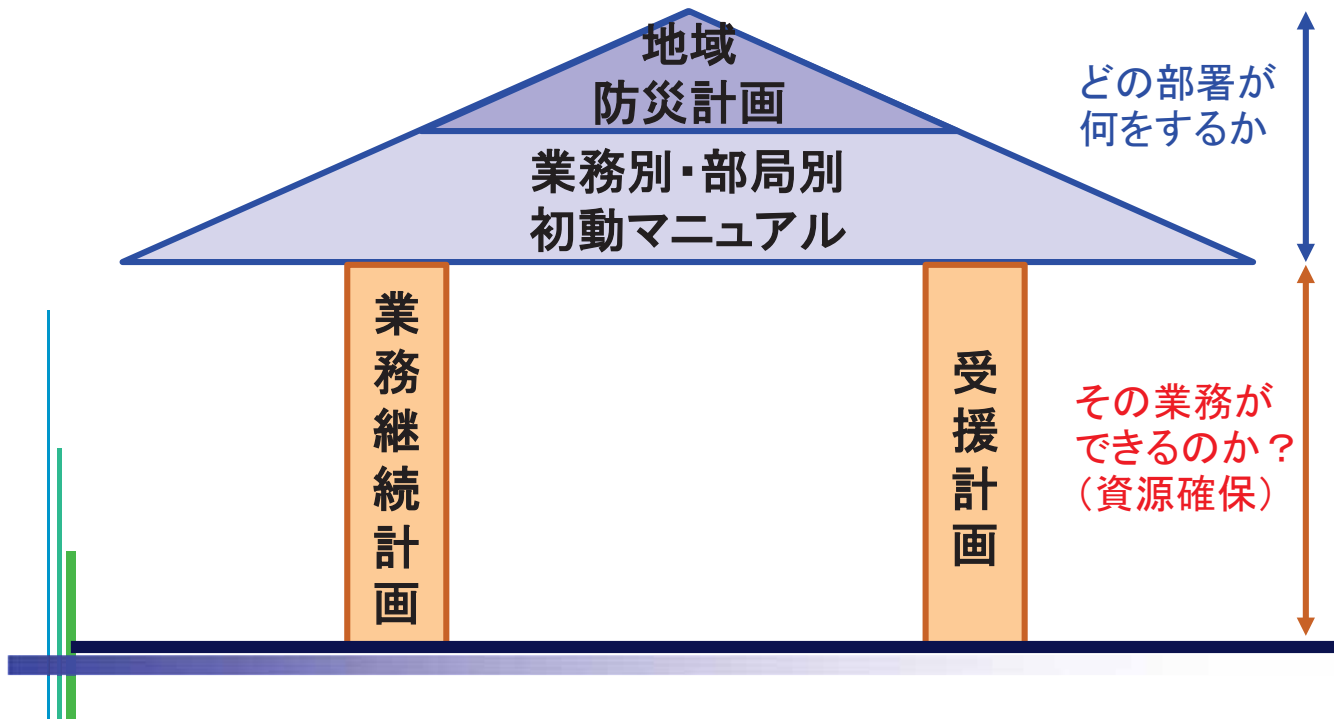 地域
防災計画
業務別・部局別
初動マニュアル
どの部署が
何をするか
業務継続計画
受援計画
その業務が
できるのか？
（資源確保）